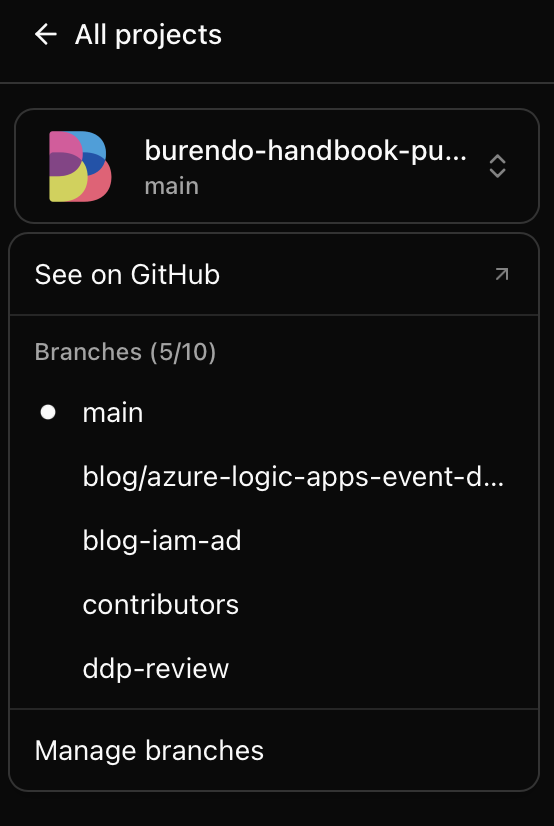 All projects
burendo-handbook-pu...
main
See on GitHub
Branches (5/10)
main
blog/azure-logic-apps-event-d...
blog-iam-ad
contributors
ddp-review
Manage branches